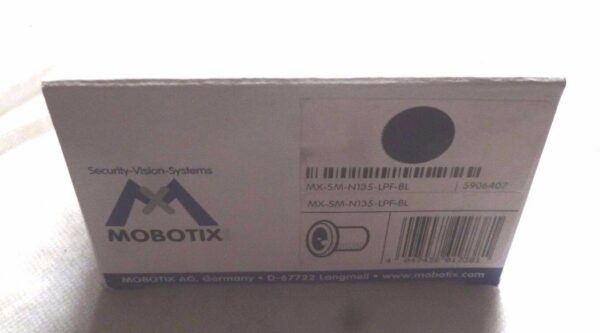 Security-Vision-Systems
MOBOTIX
MX-SM-N135-LPF-BL
5906407
MX-SM-N135-LPF-BL
MOBOTIX AG, Germany • D-67722 Langmeil • www.mobotix.com